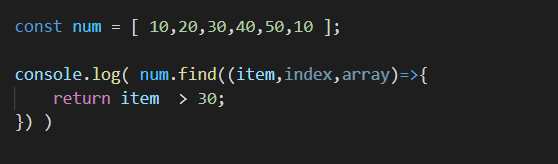 const num = [ 10,20,30,40,50,10 ];
console.log( num.find((item,index,array)=>{
return item  > 30;
}) )